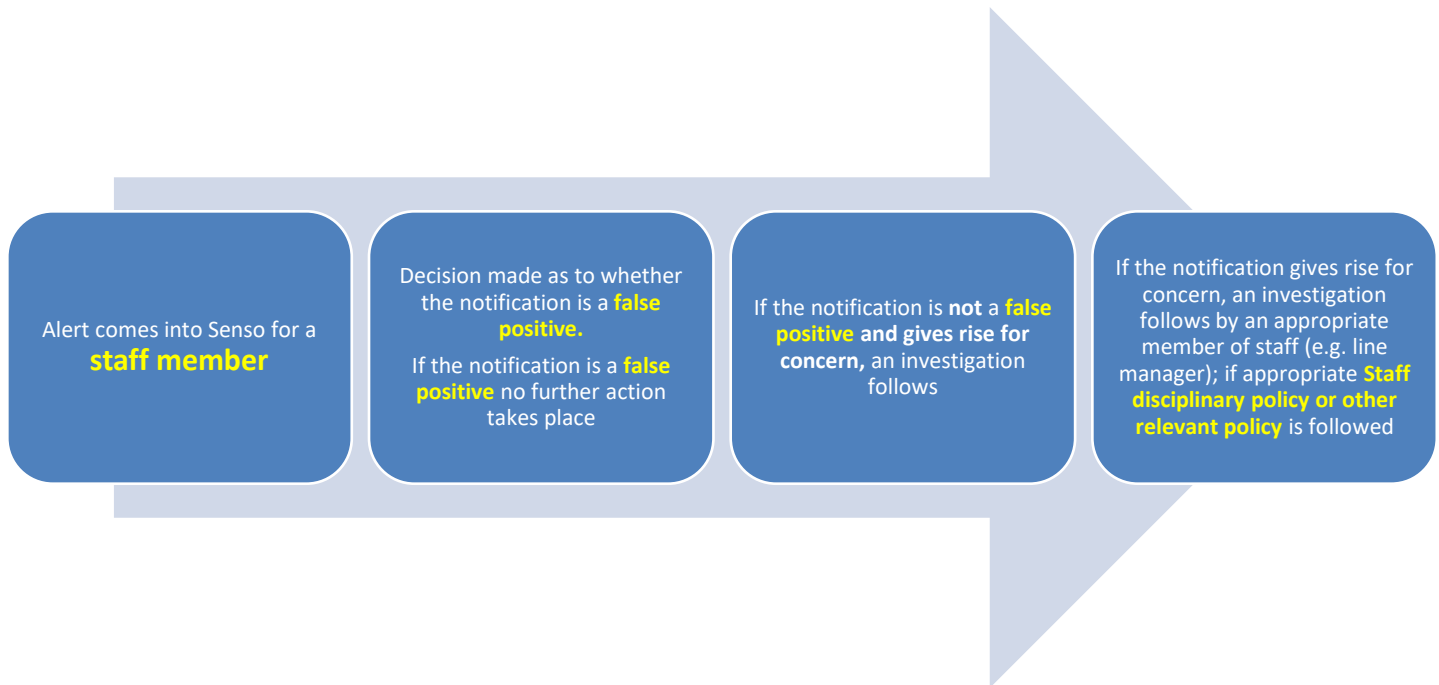 Alert comes into Senso for a
staff member
Decision made as to whether
the notification is a false
positive.
If the notification is a false
positive no further action
takes place
If the notification is not a false
positive and gives rise for
concern, an investigation
follows
If the notification gives rise for
concern, an investigation
follows by an appropriate
member of staff (e.g. line
manager); if appropriate Staff
disciplinary policy or other
relevant policy is followed